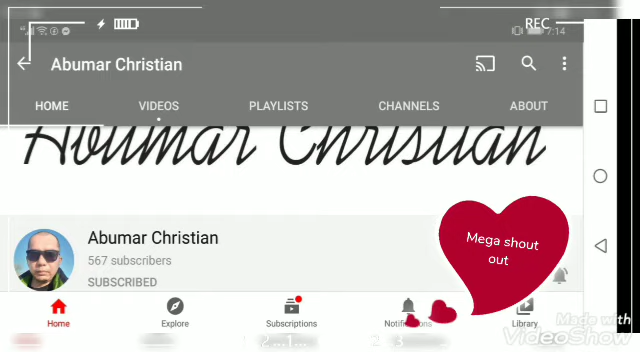 REC
7:14
Abumar Christian
HOME VIDEOS PLAYLISTS CHANNELS ABOUT
Abumar Christian
Abumar Christian
567 subscribers
SUBSCRIBED
Mega shout
out
Home Explore Subscriptions Notifications Library
Made with
VideoShow